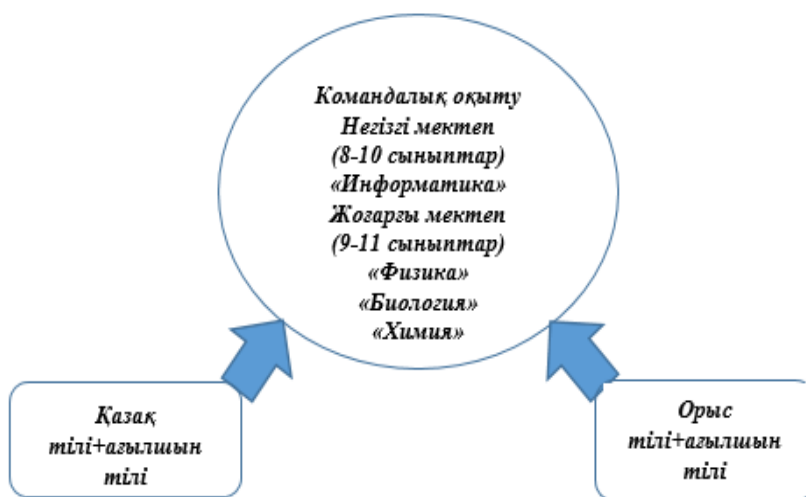 Командалық оқыту
Негізгі мектеп
(8-10 сыныптар)
«Информатика»
Жоғарғы мектеп
(9-11 сыныптар)
«Физика»
«Биология»
«Химия»
Қазақ
тілі+ағылшын
тілі
Орыс
тілі+ағылшын
тілі